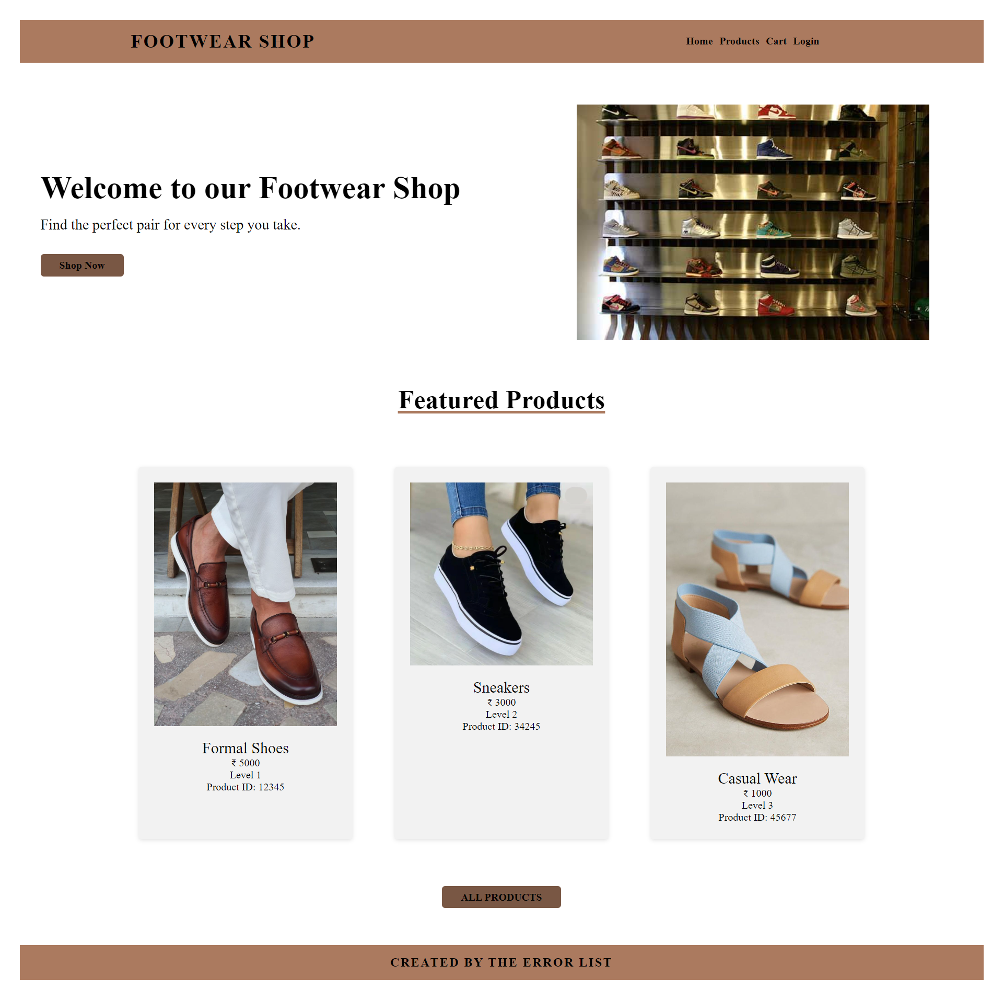 FOOTWEAR SHOP
Home Products Cart Login
Welcome to our Footwear Shop
Find the perfect pair for every step you take.
Shop Now
Featured Products
Formal Shoes
₹ 5000
Level 1
Product ID: 12345
Sneakers
₹ 3000
Level 2
Product ID: 34245
Casual Wear
₹ 1000
Level 3
Product ID: 45677
ALL PRODUCTS
CREATED BY THE ERROR LIST